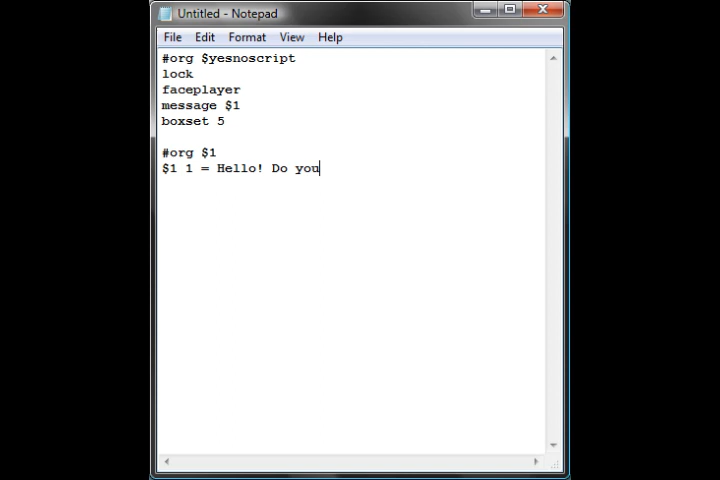 Untitled - Notepad
File Edit Format View Help
#org $yesnoscript
lock
faceplayer
message $1
boxset 5
#org $1
$1 1 = Hello! Do you